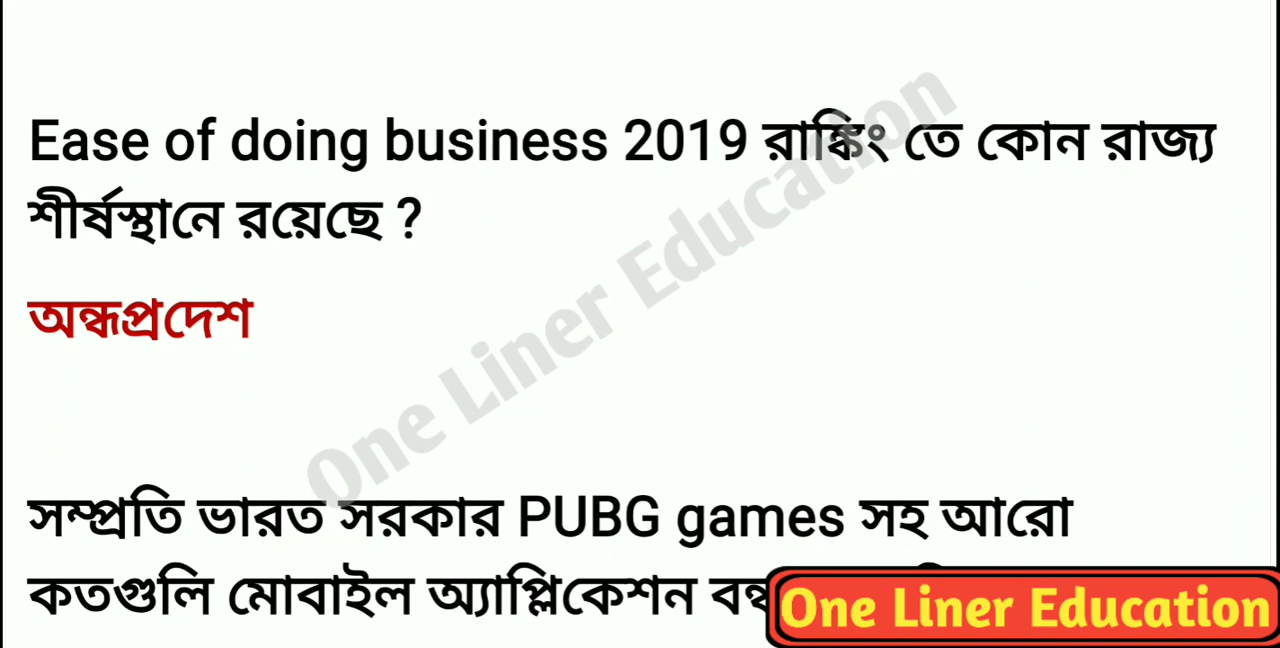 Ease of doing business 2019 রাঙ্কিং তে কোন রাজ্য
শীর্ষস্থানে রয়েছে ?
অন্ধপ্রদেশ
One Liner Education
সম্প্রতি ভারত সরকার PUBG games সহ আরো
কতগুলি মোবাইল অ্যাপ্লিকেশন
One Liner Education